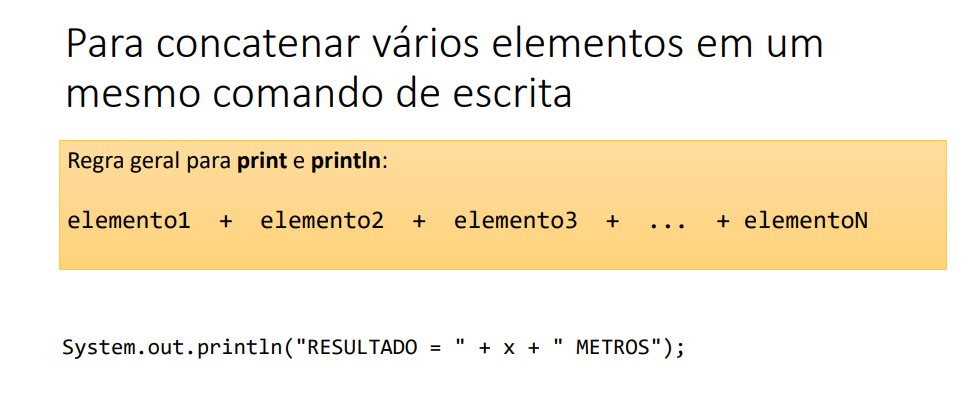 Para concatenar vários elementos em um
mesmo comando de escrita
Regra geral para print e println:
elemento1 + elemento2 + elemento3 + ... + elementoN
System.out.println("RESULTADO = " + x + " METROS");